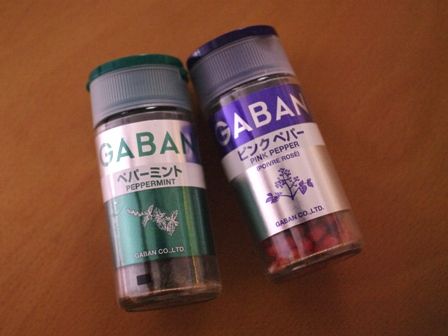 GABAN
ペパーミント
PEPPERMINT
GABAN CO.,LTD.
GABAN
ピンクペパー
PINK PEPPER
(POIVRE ROSE)
GABAN CO.,LTD.